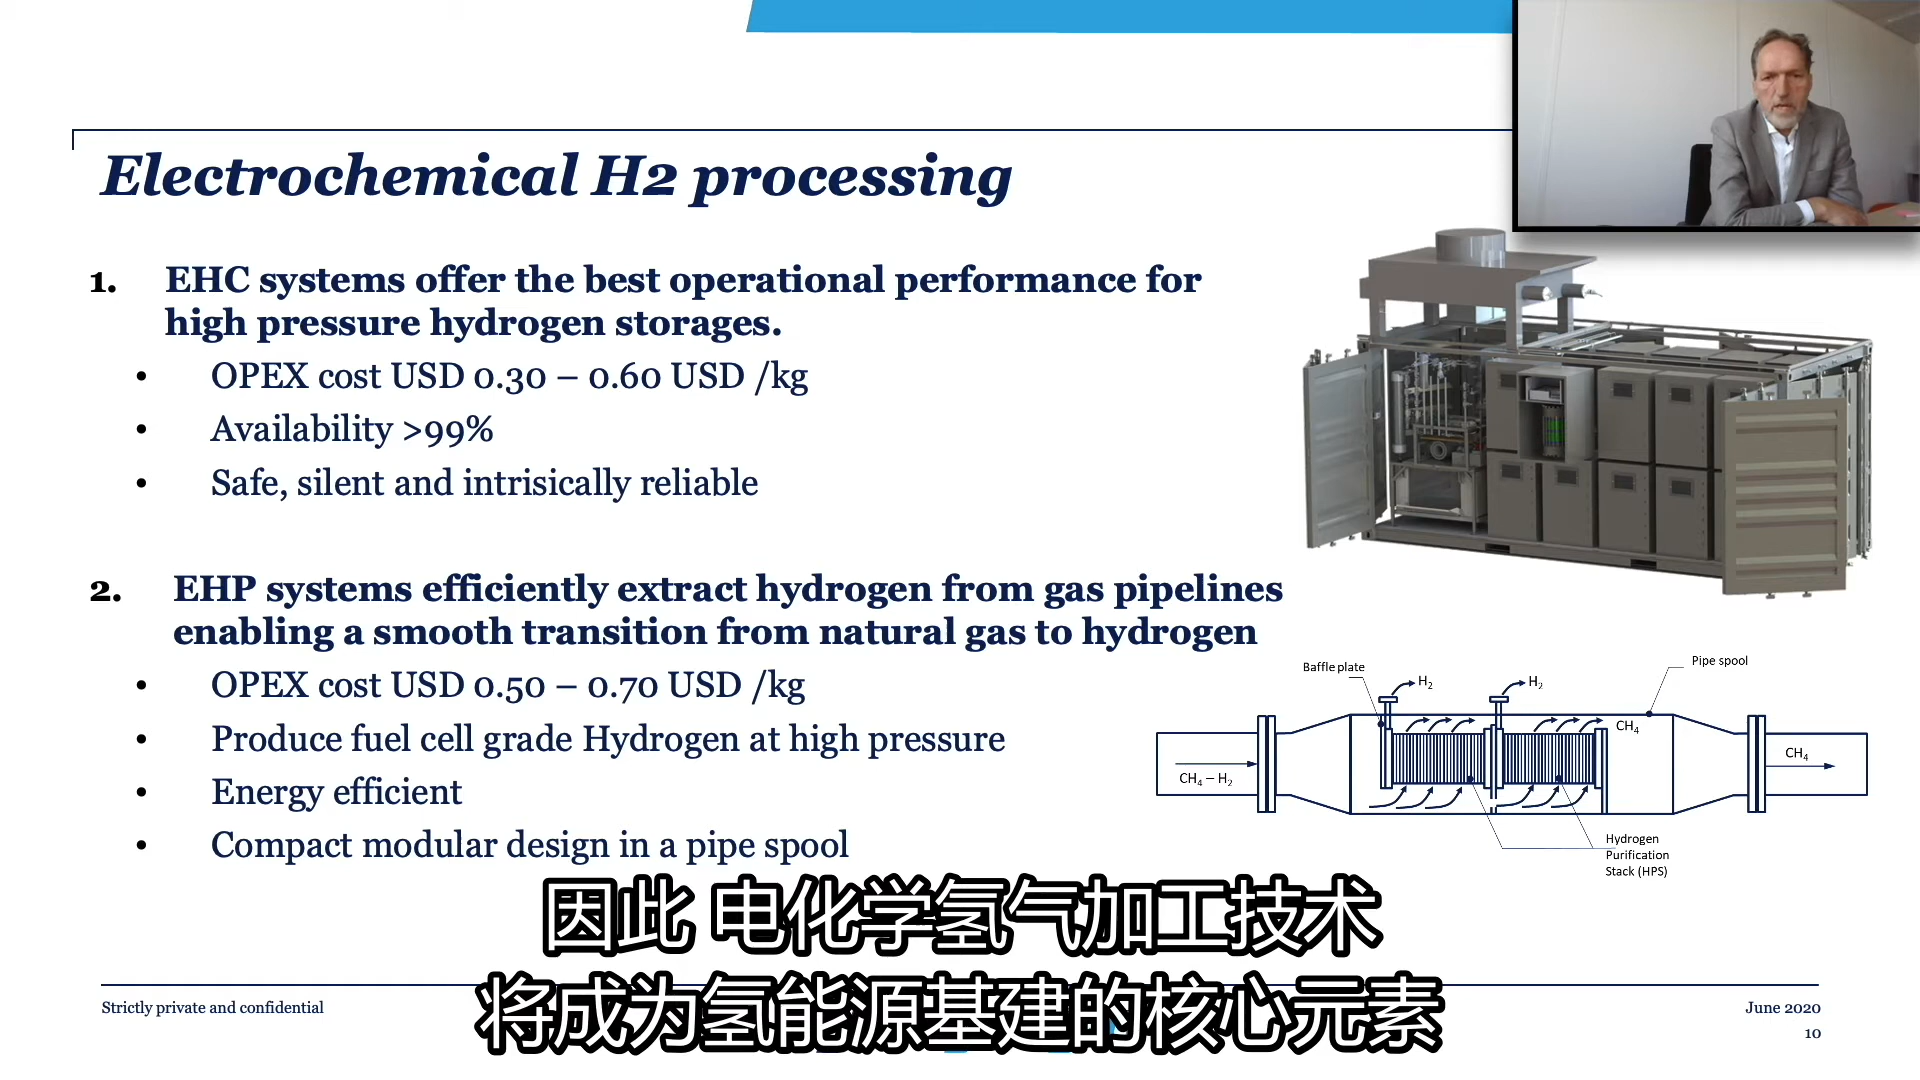 Electrochemical H2 processing
1. EHC systems offer the best operational performance for
high pressure hydrogen storages.
• OPEX cost USD 0.30 – 0.60 USD /kg
• Availability >99%
• Safe, silent and intrisically reliable
2. EHP systems efficiently extract hydrogen from gas pipelines
enabling a smooth transition from natural gas to hydrogen
• OPEX cost USD 0.50 – 0.70 USD /kg
• Produce fuel cell grade Hydrogen at high pressure
• Energy efficient
• Compact modular design in a pipe spool
Baffle plate
Pipe spool
H₂
H₂
CH₄
CH₄ – H₂
CH₄
Hydrogen
Purification
Stack (HPS)
因此 电化学氢气加工技术
将成为氢能源基建的核心元素
Strictly private and confidential
June 2020
10